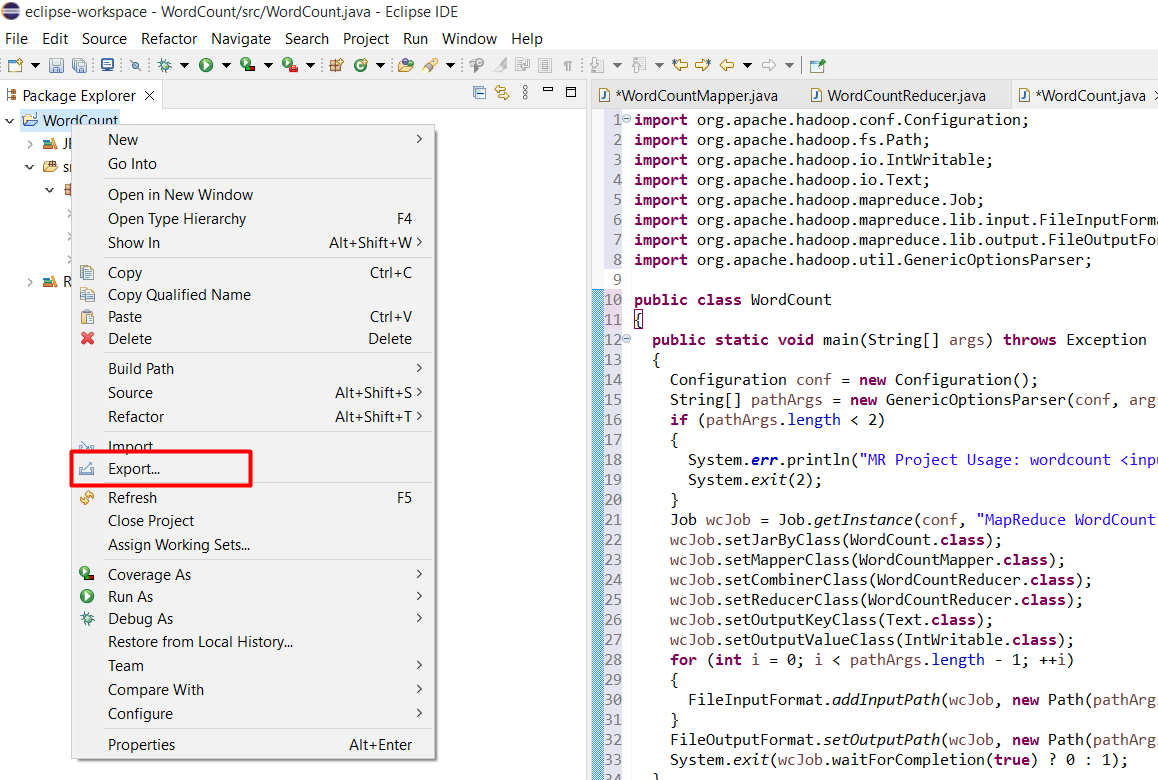 eclipse-workspace - WordCount/src/WordCount.java - Eclipse IDE
File Edit Source Refactor Navigate Search Project Run Window Help
Package Explorer
WordCount
New
Go Into
Open in New Window
Open Type Hierarchy F4
Show In Alt+Shift+W
Copy Ctrl+C
Copy Qualified Name
Paste Ctrl+V
Delete Delete
Build Path
Source Alt+Shift+S
Refactor Alt+Shift+T
Import...
Export...
Refresh F5
Close Project
Assign Working Sets...
Coverage As
Run As
Debug As
Restore from Local History...
Team
Compare With
Configure
Properties Alt+Enter
*WordCountMapper.java WordCountReducer.java *WordCount.java
1 import org.apache.hadoop.conf.Configuration;
2 import org.apache.hadoop.fs.Path;
3 import org.apache.hadoop.io.IntWritable;
4 import org.apache.hadoop.io.Text;
5 import org.apache.hadoop.mapreduce.Job;
6 import org.apache.hadoop.mapreduce.lib.input.FileInputForma
7 import org.apache.hadoop.mapreduce.lib.output.FileOutputFo
8 import org.apache.hadoop.util.GenericOptionsParser;
9
10 public class WordCount
11 {
12 public static void main(String[] args) throws Exception
13 {
14 Configuration conf = new Configuration();
15 String[] pathArgs = new GenericOptionsParser(conf, arg
16 if (pathArgs.length < 2)
17 {
18 System.err.println("MR Project Usage: wordcount <inpu
19 System.exit(2);
20 }
21 Job wcJob = Job.getInstance(conf, "MapReduce WordCount
22 wcJob.setJarByClass(WordCount.class);
23 wcJob.setMapperClass(WordCountMapper.class);
24 wcJob.setCombinerClass(WordCountReducer.class);
25 wcJob.setReducerClass(WordCountReducer.class);
26 wcJob.setOutputKeyClass(Text.class);
27 wcJob.setOutputValueClass(IntWritable.class);
28 for (int i = 0; i < pathArgs.length - 1; ++i)
29 {
30 FileInputFormat.addInputPath(wcJob, new Path(pathArg
31 }
32 FileOutputFormat.setOutputPath(wcJob, new Path(pathArg
33 System.exit(wcJob.waitForCompletion(true) ? 0 : 1);